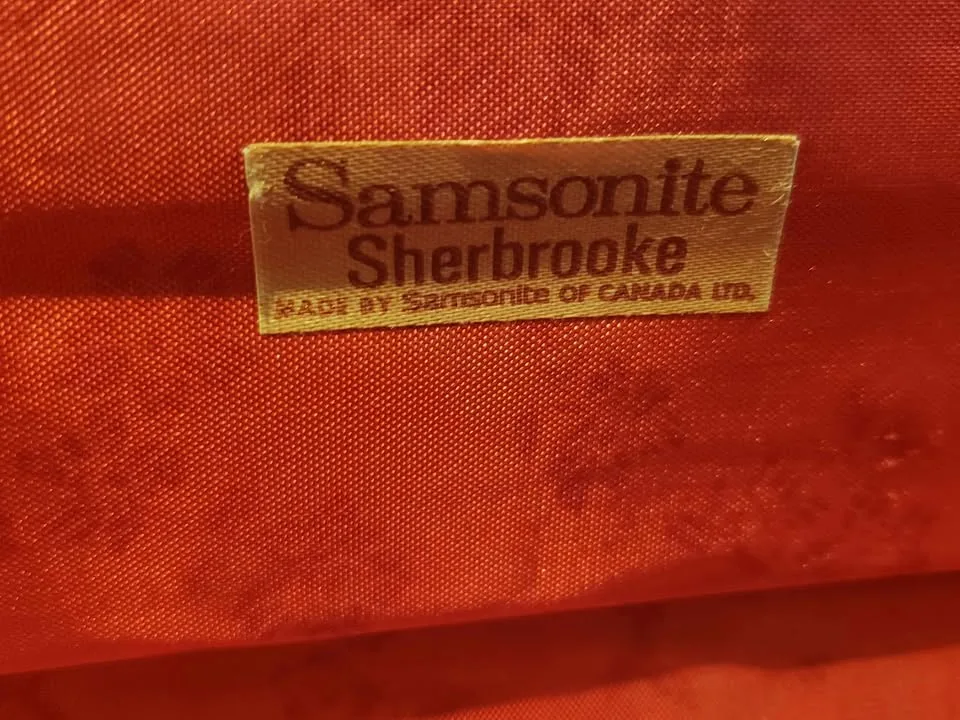 Samsonite
Sherbrooke
MADE BY Samsonite OF CANADA LTD.